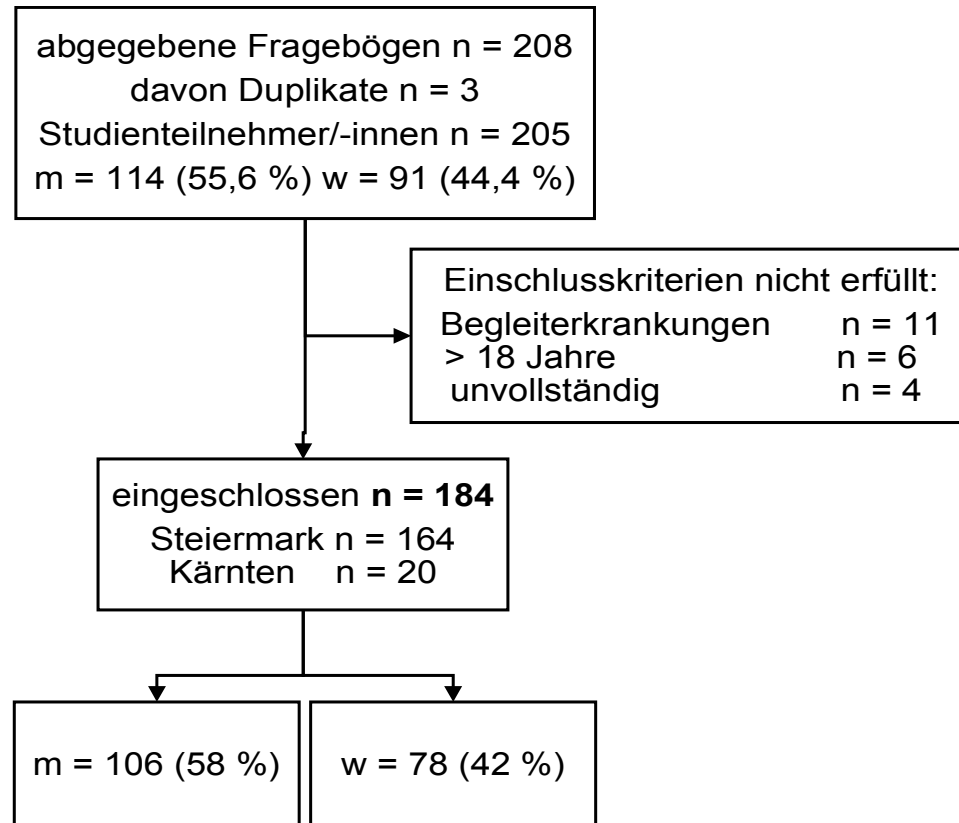 abgegebene Fragebögen n = 208
davon Duplikate n = 3
Studienteilnehmer/-innen n = 205
m = 114 (55,6 %) w = 91 (44,4 %)
Einschlusskriterien nicht erfüllt:
Begleiterkrankungen n = 11
> 18 Jahre n = 6
unvollständig n = 4
eingeschlossen n = 184
Steiermark n = 164
Kärnten n = 20
m = 106 (58 %)
w = 78 (42 %)